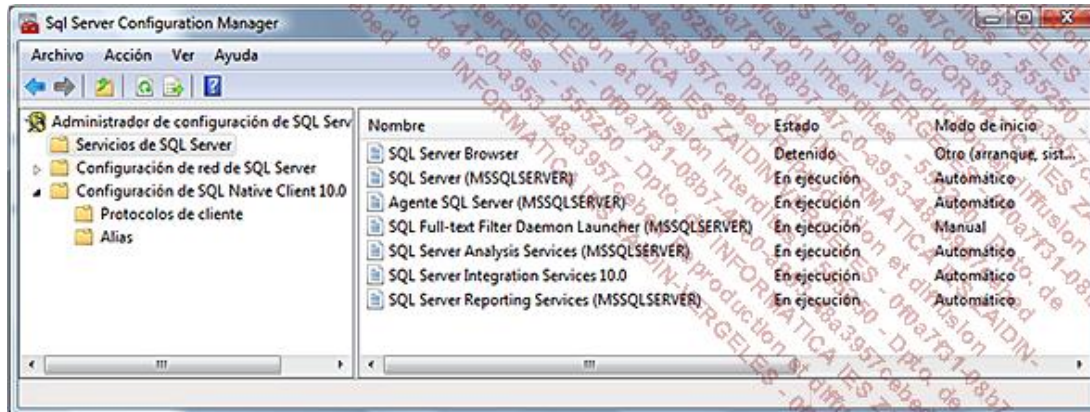 Sql Server Configuration Manager
Archivo Acción Ver Ayuda
Administrador de configuración de SQL Serv
Servicios de SQL Server
Configuración de red de SQL Server
Configuración de SQL Native Client 10.0
Protocolos de cliente
Alias
Nombre Estado Modo de inicio
SQL Server Browser Detenido Otro (arranque, sist...
SQL Server (MSSQLSERVER) En ejecución Automático
Agente SQL Server (MSSQLSERVER) En ejecución Automático
SQL Full-text Filter Daemon Launcher (MSSQLSERVER) En ejecución Manual
SQL Server Analysis Services (MSSQLSERVER) En ejecución Automático
SQL Server Integration Services 10.0 En ejecución Automático
SQL Server Reporting Services (MSSQLSERVER) En ejecución Automático